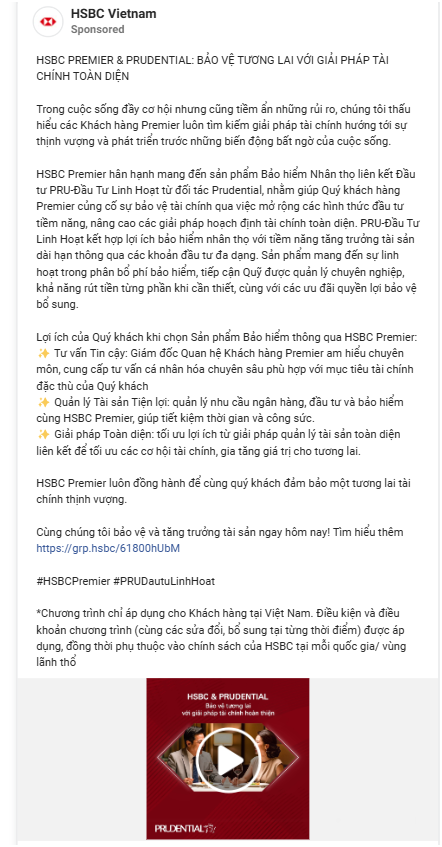 HSBC Vietnam
Sponsored
HSBC PREMIER & PRUDENTIAL: BẢO VỆ TƯƠNG LAI VỚI GIẢI PHÁP TÀI
CHÍNH TOÀN DIỆN
Trong cuộc sống đầy cơ hội nhưng cũng tiềm ẩn những rủi ro, chúng tôi thấu
hiểu các Khách hàng Premier luôn tìm kiếm giải pháp tài chính hướng tới sự
thịnh vượng và phát triển trước những biến động bất ngờ của cuộc sống.
HSBC Premier hân hạnh mang đến sản phẩm Bảo hiểm Nhân thọ liên kết Đầu
tư PRU-Đầu Tư Linh Hoạt từ đối tác Prudential, nhằm giúp Quý khách hàng
Premier củng cố sự bảo vệ tài chính qua việc mở rộng các hình thức đầu tư
tiềm năng, nâng cao các giải pháp hoạch định tài chính toàn diện. PRU-Đầu Tư
Linh Hoạt kết hợp lợi ích bảo hiểm nhân thọ với tiềm năng tăng trưởng tài sản
dài hạn thông qua các khoản đầu tư đa dạng. Sản phẩm mang đến sự linh
hoạt trong phân bổ phí bảo hiểm, tiếp cận Quỹ được quản lý chuyên nghiệp,
khả năng rút tiền từng phần khi cần thiết, cùng với các ưu đãi quyền lợi bảo vệ
bổ sung.
Lợi ích của Quý khách khi chọn Sản phẩm Bảo hiểm thông qua HSBC Premier:
✨ Tư vấn Tin cậy: Giám đốc Quan hệ Khách hàng Premier am hiểu chuyên
môn, cung cấp tư vấn cá nhân hóa chuyên sâu phù hợp với mục tiêu tài chính
đặc thù của Quý khách
✨ Quản lý Tài sản Tiện lợi: quản lý nhu cầu ngân hàng, đầu tư và bảo hiểm
cùng HSBC Premier, giúp tiết kiệm thời gian và công sức.
✨ Giải pháp Toàn diện: tối ưu lợi ích từ giải pháp quản lý tài sản toàn diện
liên kết để tối ưu các cơ hội tài chính, gia tăng giá trị cho tương lai.
HSBC Premier luôn đồng hành để cùng quý khách đảm bảo một tương lai tài
chính thịnh vượng.
Cùng chúng tôi bảo vệ và tăng trưởng tài sản ngay hôm nay! Tìm hiểu thêm
https://grp.hsbc/61800hUbM
#HSBCPremier #PRUDautuLinhHoat
*Chương trình chỉ áp dụng cho Khách hàng tại Việt Nam. Điều kiện và điều
khoản chương trình (cùng các sửa đổi, bổ sung tại từng thời điểm) được áp
dụng, đồng thời phụ thuộc vào chính sách của HSBC tại mỗi quốc gia/ vùng
lãnh thổ
HSBC & PRUDENTIAL
Bảo vệ tương lai
với giải pháp tài chính hoàn thiện
PRUDENTIAL